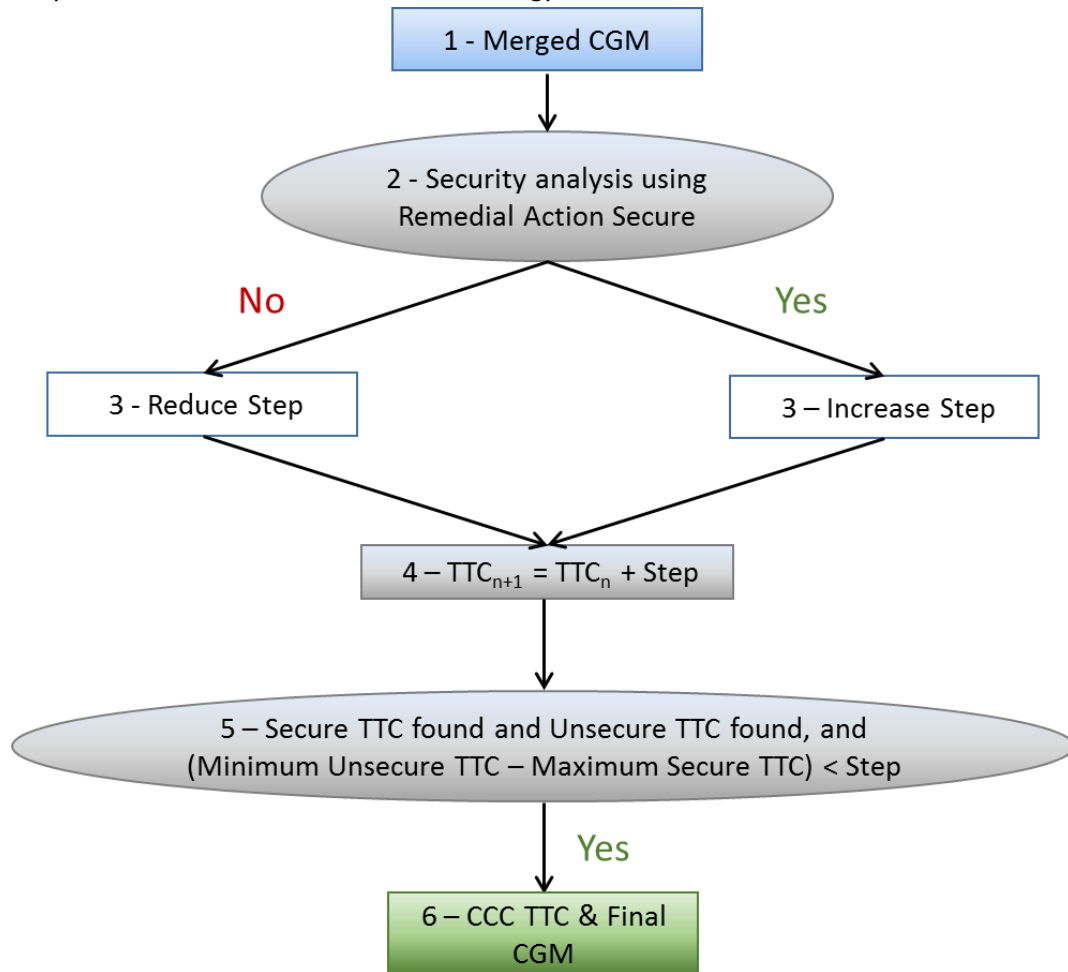 1 - Merged CGM
2 - Security analysis using
Remedial Action Secure
No
Yes
3 - Reduce Step
3 – Increase Step
4 – TTCn+1 = TTCn + Step
5 – Secure TTC found and Unsecure TTC found, and
(Minimum Unsecure TTC – Maximum Secure TTC) < Step
Yes
6 – CCC TTC & Final
CGM